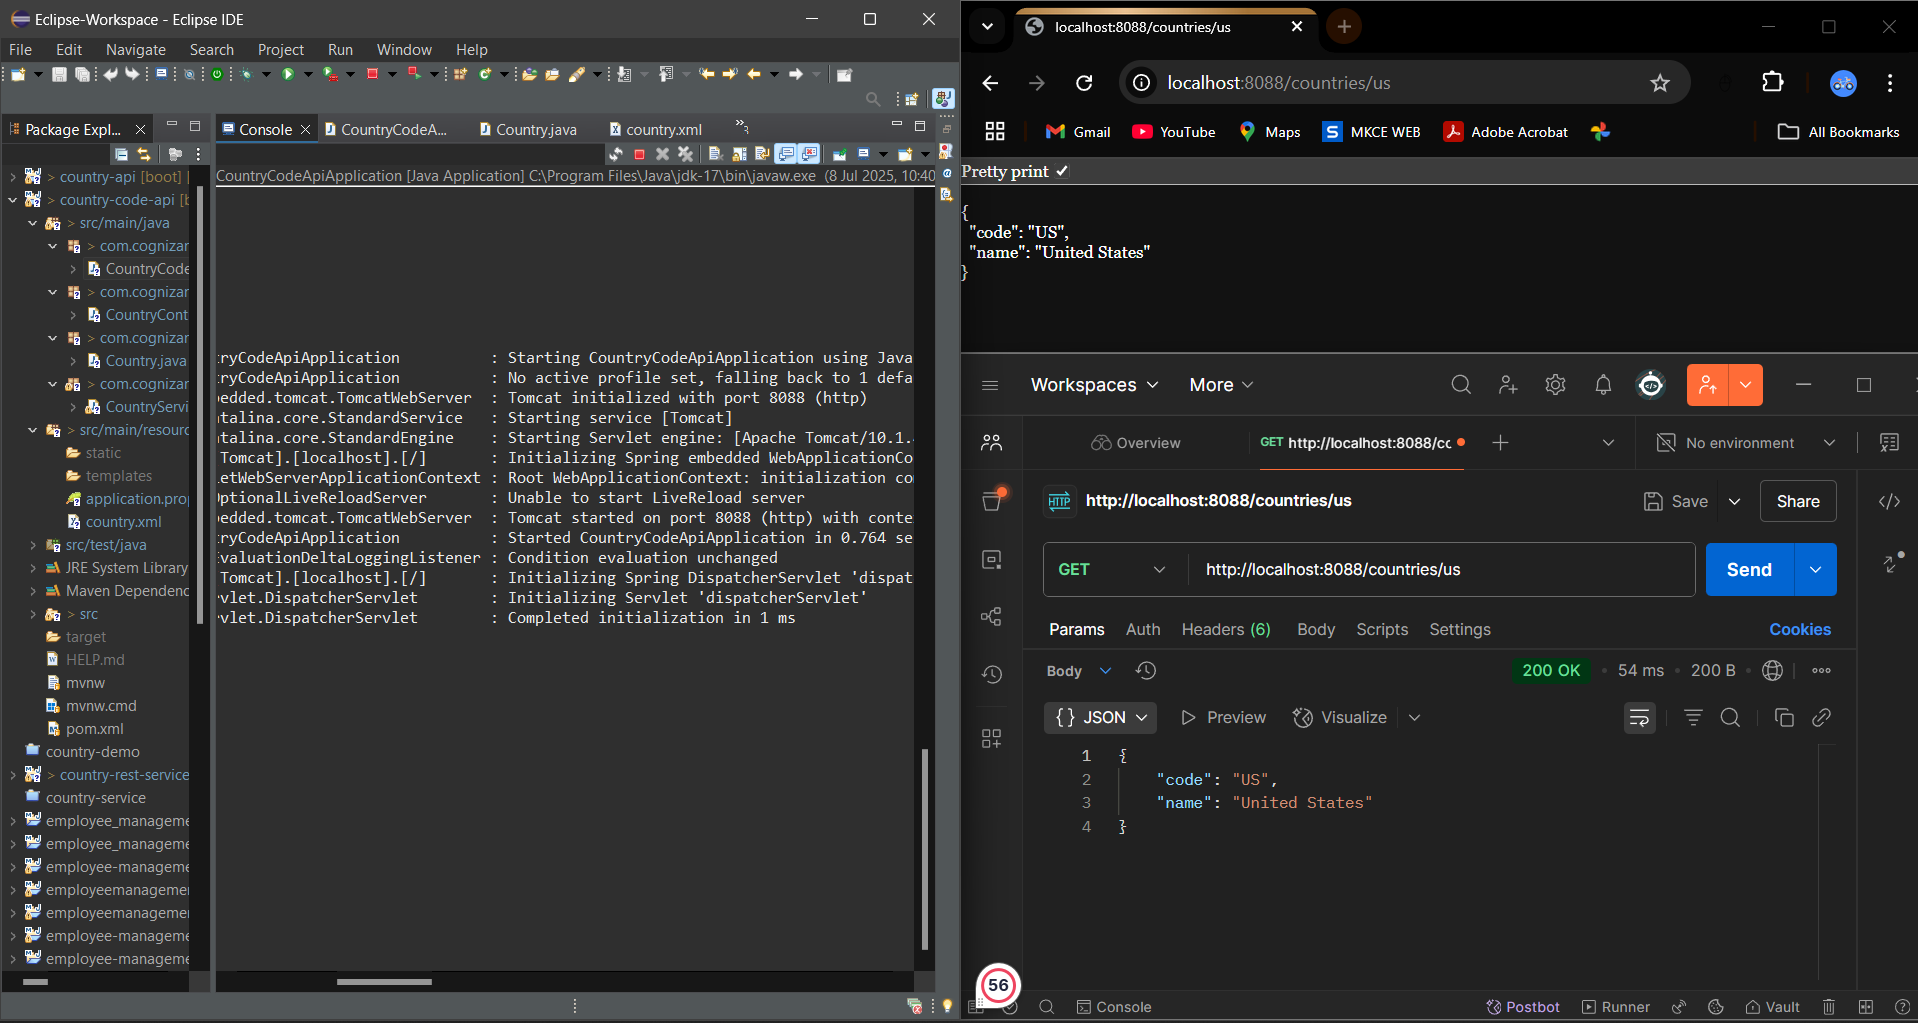 Eclipse-Workspace - Eclipse IDE
File Edit Navigate Search Project Run Window Help
Package Expl...
> country-api [boot] [
> country-code-api [b
> src/main/java
> com.cognizar
CountryCode
> com.cognizar
CountryCont
> com.cognizar
Country.java
> com.cognizar
CountryServi
> src/main/resourc
static
templates
application.prop
country.xml
src/test/java
JRE System Library
Maven Dependenc
> src
target
HELP.md
mvnw
mvnw.cmd
pom.xml
country-demo
> country-rest-service
country-service
employee_manageme
employee_manageme
employee-manageme
employeemanagemer
employeemanagemer
employee-manageme
employee-manageme
Console CountryCodeA... Country.java country.xml »3
CountryCodeApiApplication [Java Application] C:\Program Files\Java\jdk-17\bin\javaw.exe (8 Jul 2025, 10:40
ryCodeApiApplication : Starting CountryCodeApiApplication using Java
ryCodeApiApplication : No active profile set, falling back to 1 defa
edded.tomcat.TomcatWebServer : Tomcat initialized with port 8088 (http)
atalina.core.StandardService : Starting service [Tomcat]
atalina.core.StandardEngine : Starting Servlet engine: [Apache Tomcat/10.1.
Tomcat].[localhost].[/] : Initializing Spring embedded WebApplicationCo
etWebServerApplicationContext : Root WebApplicationContext: initialization co
OptionalLiveReloadServer : Unable to start LiveReload server
edded.tomcat.TomcatWebServer : Tomcat started on port 8088 (http) with conte
ryCodeApiApplication : Started CountryCodeApiApplication in 0.764 se
EvaluationDeltaLoggingListener : Condition evaluation unchanged
Tomcat].[localhost].[/] : Initializing Spring DispatcherServlet 'dispat
vlet.DispatcherServlet : Initializing Servlet 'dispatcherServlet'
vlet.DispatcherServlet : Completed initialization in 1 ms
localhost:8088/countries/us
localhost:8088/countries/us
Gmail YouTube Maps S MKCE WEB Adobe Acrobat All Bookmarks
Pretty print
{
"code": "US",
"name": "United States"
}
Workspaces More
Overview GET http://localhost:8088/cc No environment
HTTP http://localhost:8088/countries/us Save Share
GET http://localhost:8088/countries/us Send
Params Auth Headers (6) Body Scripts Settings Cookies
Body 200 OK • 54 ms • 200 B •
{} JSON Preview Visualize
1 {
2 "code": "US",
3 "name": "United States"
4 }
56
Console Postbot Runner Vault